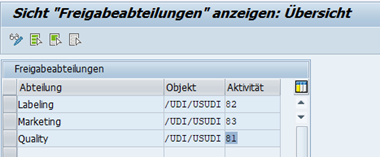 Sicht "Freigabeabteilungen" anzeigen: Übersicht
Freigabeabteilungen
Abteilung Objekt Aktivität
Labeling /UDI/USUDI 82
Marketing /UDI/USUDI 83
Quality /UDI/USUDI 81